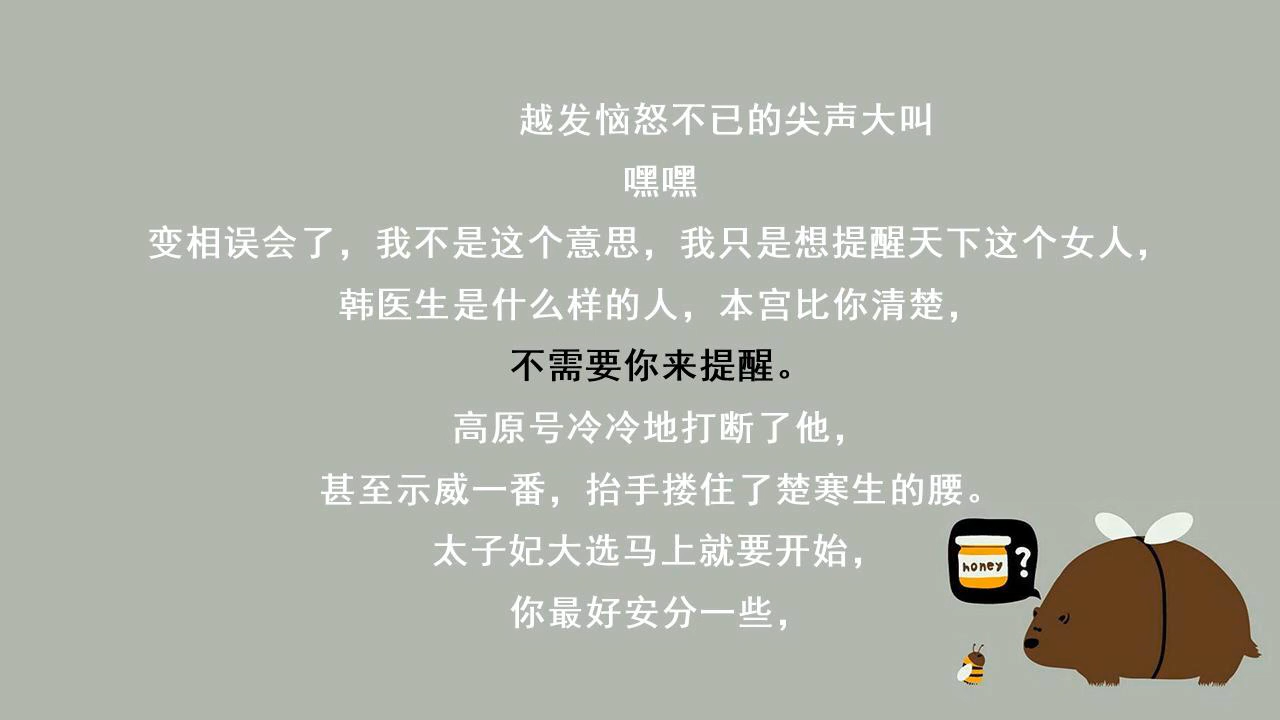 越发恼怒不已的尖声大叫
嘿嘿
变相误会了，我不是这个意思，我只是想提醒天下这个女人，
韩医生是什么样的人，本宫比你清楚，
不需要你来提醒。
高原号冷冷地打断了他，
甚至示威一番，抬手搂住了楚寒生的腰。
太子妃大选马上就要开始，
你最好安分一些，
honey
?